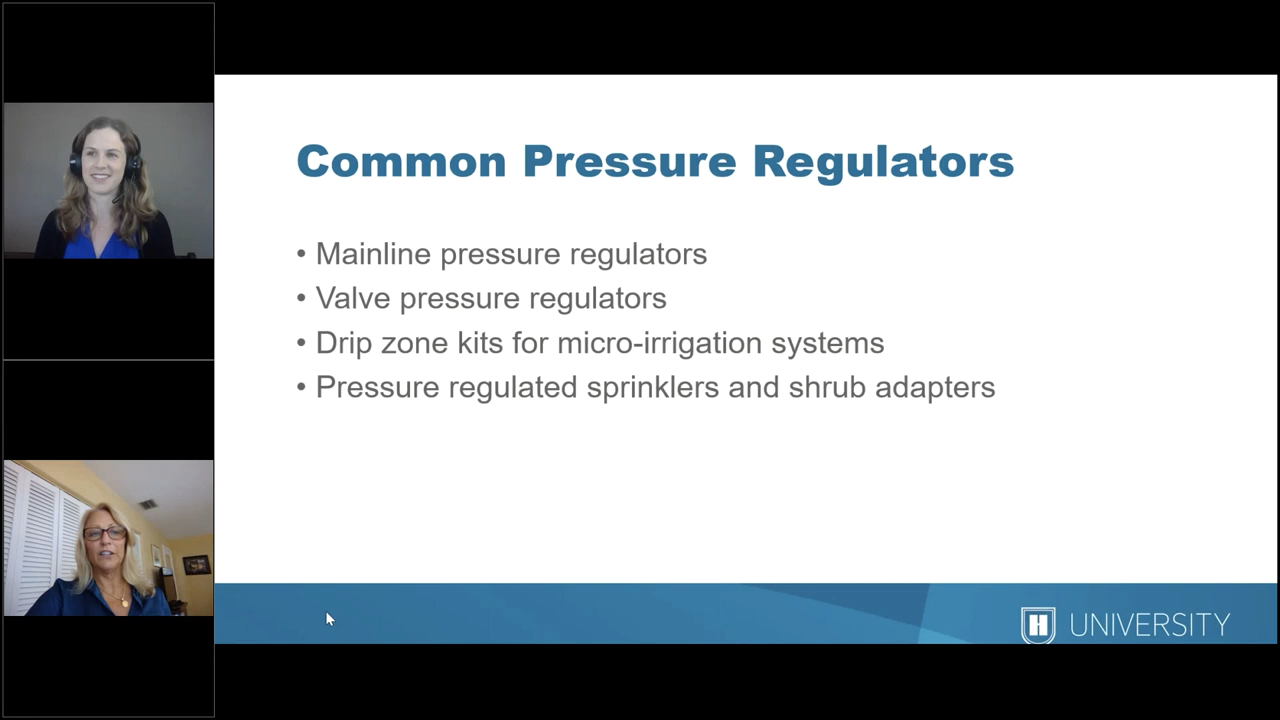 Common Pressure Regulators
• Mainline pressure regulators
• Valve pressure regulators
• Drip zone kits for micro-irrigation systems
• Pressure regulated sprinklers and shrub adapters
H UNIVERSITY